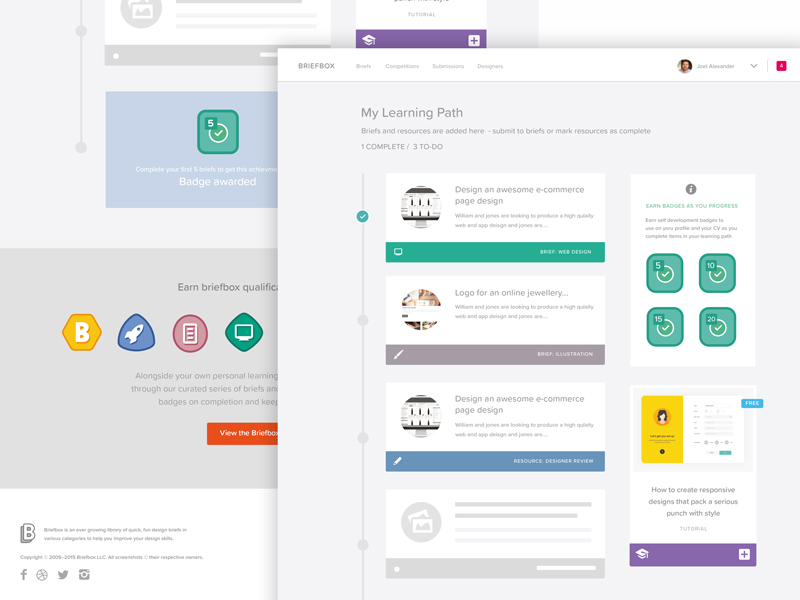 punch with style
TUTORIAL
5
Complete your first 5 briefs to get this achievem
Badge awarded
Earn briefbox qualifica
B
Alongside your own personal learning
through our curated series of briefs and
badges on completion and keep
View the Briefbox
B
Briefbox is an ever growing library of quick, fun design briefs in
various categories to help you improve your design skills.
Copyright © 2009–2015 Briefbox LLC. All screenshots © their respective owners.
BRIEFBOX
Briefs
Competitions
Submissions
Designers
Joel Alexander
4
My Learning Path
Briefs and resources are added here - submit to briefs or mark resources as complete
1 COMPLETE / 3 TO-DO
Design an awesome e-commerce
page design
William and jones are looking to produce a high quialy
web and app deisign and jones are....
BRIEF: WEB DESIGN
Logo for an online jewellery...
William and jones are looking to produce a high quialy
web and app deisign and jones are....
BRIEF: ILLUSTRATION
Design an awesome e-commerce
page design
William and jones are looking to produce a high quialy
web and app deisign and jones are....
RESOURCE: DESIGNER REVIEW
EARN BADGES AS YOU PROGRESS
Earn self development badges to
use on yoru profile and your CV as you
complete items in your learning path
5
10
15
20
FREE
How to create responsive
designs that pack a serious
punch with style
TUTORIAL